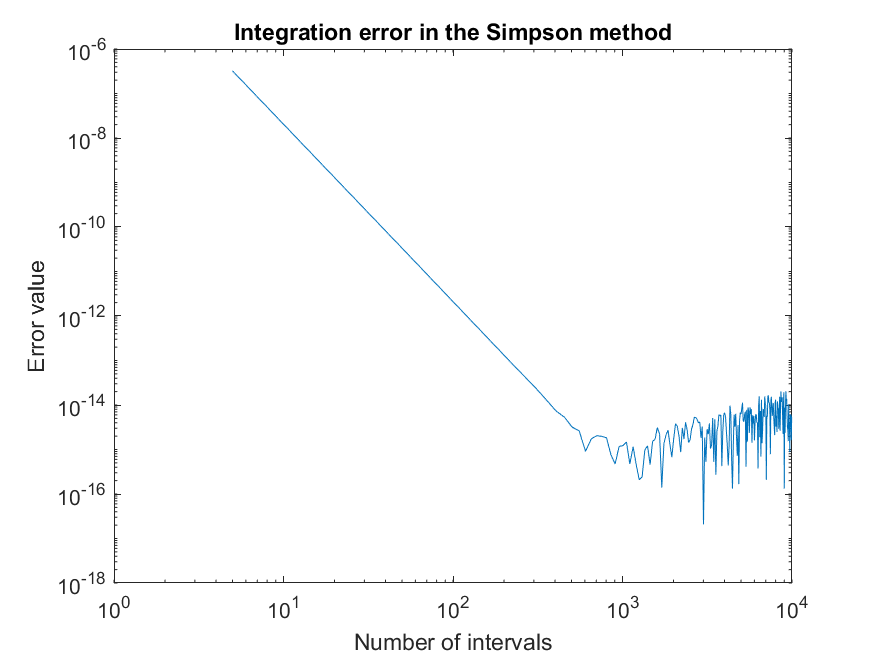 Integration error in the Simpson method
10^-6
10^-8
10^-10
10^-12
10^-14
10^-16
10^-18
Error value
10^0 10^1 10^2 10^3 10^4
Number of intervals